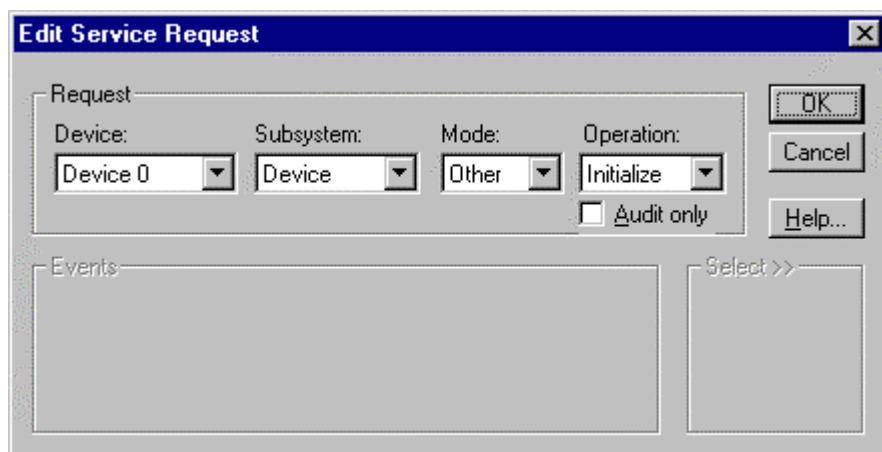 Edit Service Request
Request
Device: Subsystem: Mode: Operation:
Device 0 Device Other Initialize
Audit only
OK
Cancel
Help...
Events
Select >>